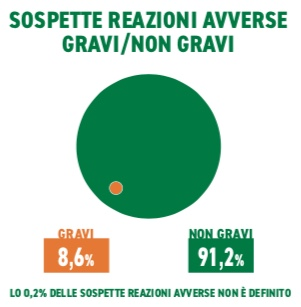 SOSPETTE REAZIONI AVVERSE
GRAVI/NON GRAVI
GRAVI
8,6%
NON GRAVI
91,2%
LO 0,2% DELLE SOSPETTE REAZIONI AVVERSE NON È DEFINITO